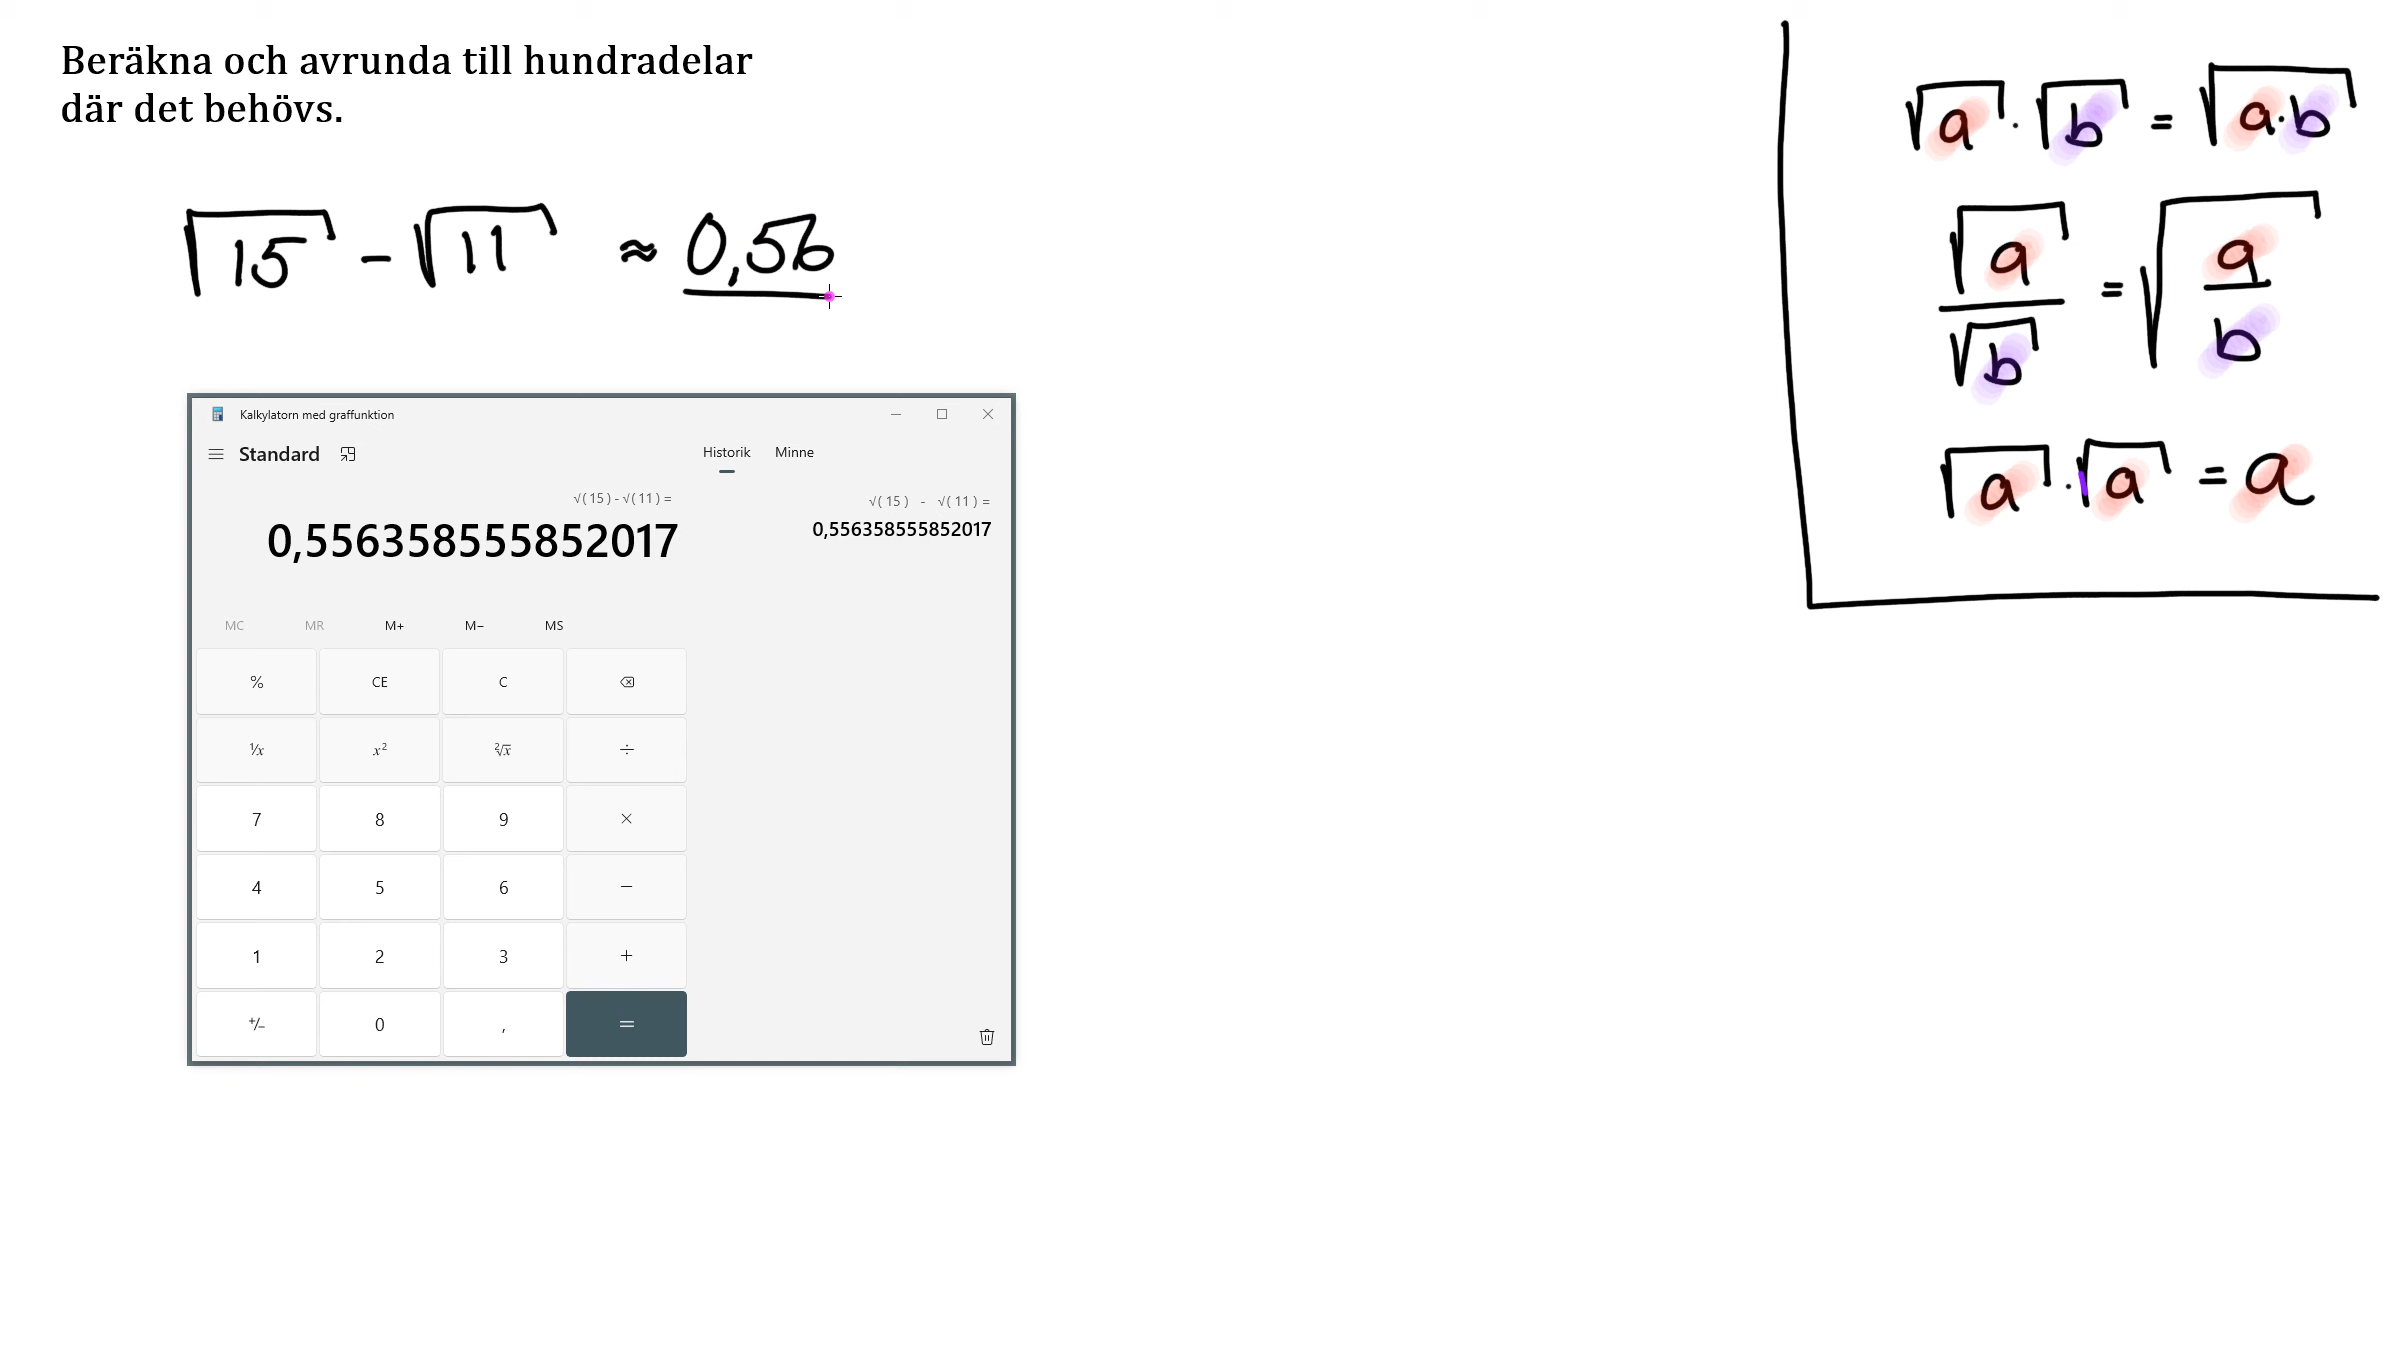 Beräkna och avrunda till hundradelar
där det behövs.
√15 - √11 ≈ 0,56
√a · √b = √a·b
√a / √b = √a/b
√a · √a = a
Kalkylatorn med graffunktion
Standard
Historik Minne
√( 15 ) - √( 11 ) =
0,556358555852017
√( 15 ) - √( 11 ) =
0,556358555852017
MC MR M+ M− MS
% CE C
¹/x x² ²√x ÷
7 8 9 ×
4 5 6 −
1 2 3 +
+/− 0 , =